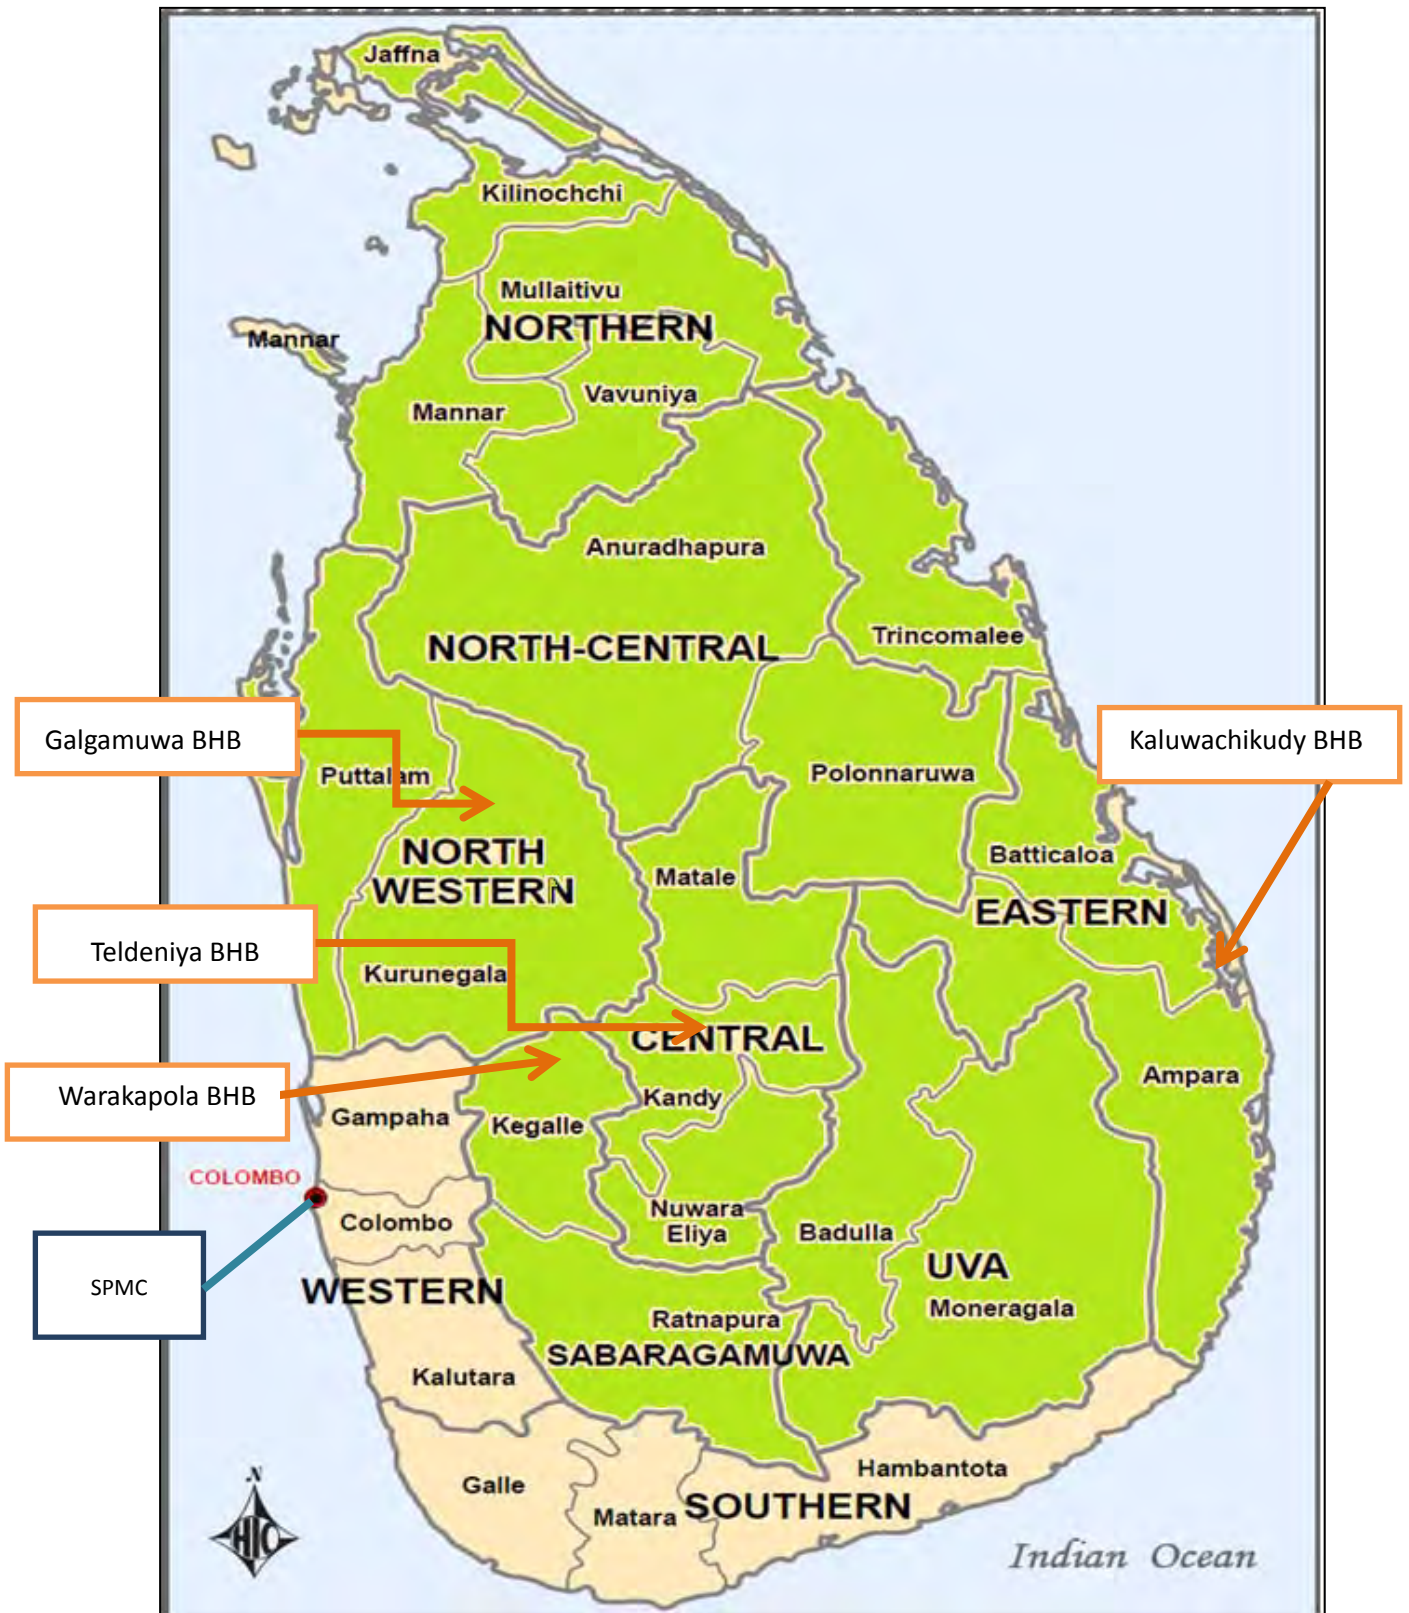 Jaffna
Kilinochchi
Mullaitivu
NORTHERN
Mannar
Vavuniya
Mannar
Anuradhapura
Trincomalee
NORTH-CENTRAL
Galgamuwa BHB
Kaluwachikudy BHB
Puttalam
Polonnaruwa
NORTH
WESTERN
Matale
Batticaloa
EASTERN
Teldeniya BHB
Kurunegala
CENTRAL
Warakapola BHB
Kandy
Ampara
Gampaha
Kegalle
COLOMBO
Colombo
Nuwara
Eliya
Badulla
SPMC
WESTERN
UVA
Moneragala
Ratnapura
SABARAGAMUWA
Kalutara
Galle
Hambantota
Matara
SOUTHERN
N
HIC
Indian Ocean